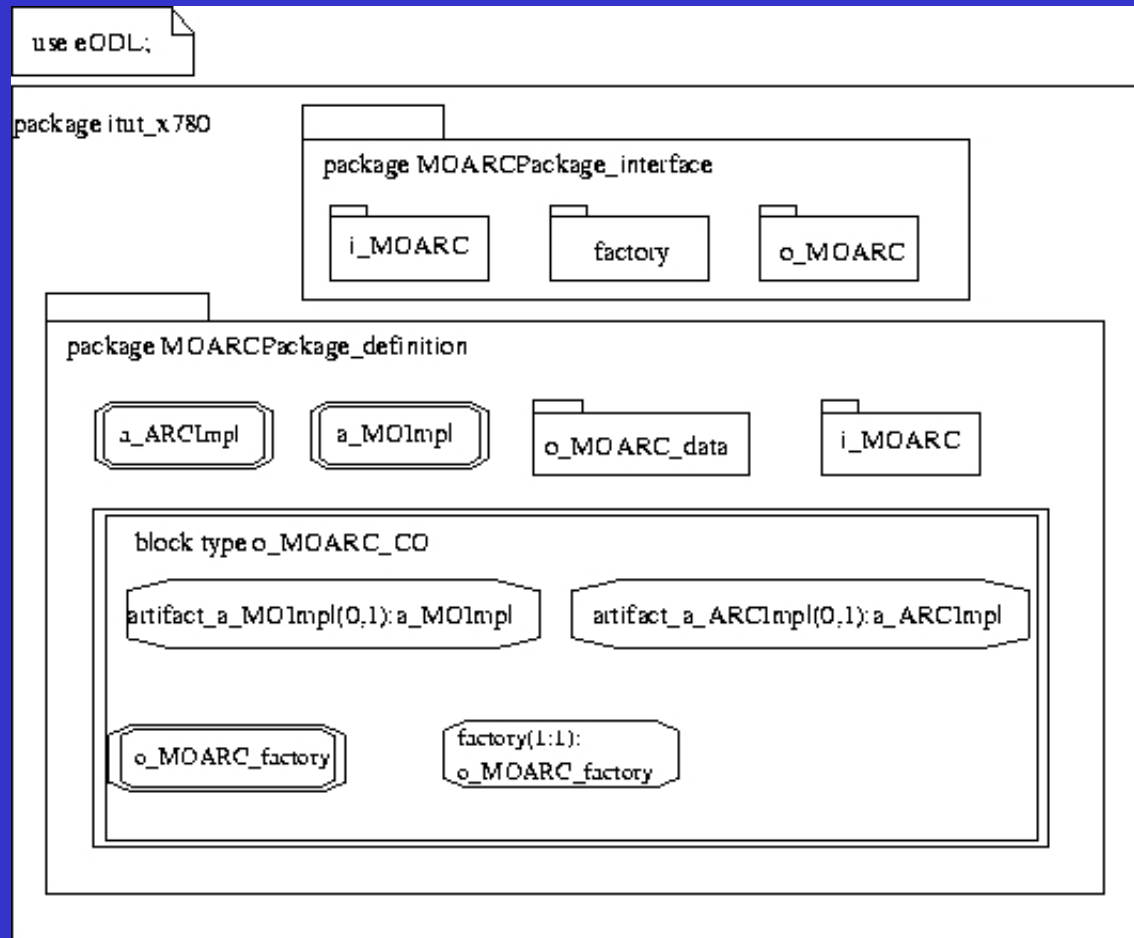 use eODL;
package itut_x780
package MOARCPackage_interface
i_MOARC
factory
o_MOARC
package MOARCPackage_definition
a_ARCImpl
a_MOImpl
o_MOARC_data
i_MOARC
block type o_MOARC_CO
artifact_a_MOImpl(0,1):a_MOImpl
artifact_a_ARCImpl(0,1):a_ARCImpl
o_MOARC_factory
factory(1:1):
o_MOARC_factory